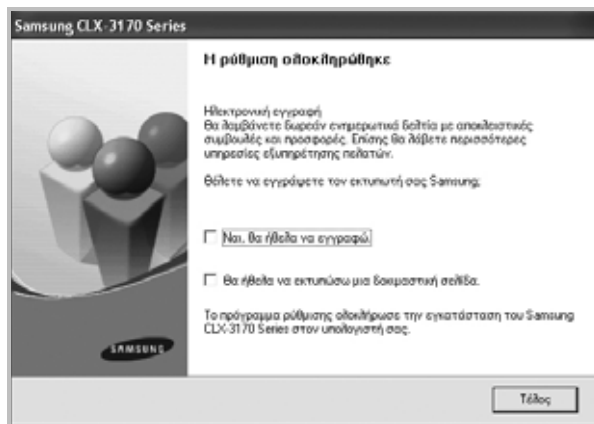 Samsung CLX-3170 Series
Η ρύθμιση ολοκληρώθηκε
Ηλεκτρονική εγγραφή
Θα λαμβάνετε δωρεάν ενημερωτικά δελτία με αποκλειστικές
συμβουλές και προσφορές. Επίσης θα λάβετε περισσότερες
υπηρεσίες εξυπηρέτησης πελατών.
Θέλετε να εγγράψετε τον εκτυπωτή σας Samsung;
Ναι, θα ήθελα να εγγραφώ.
Θα ήθελα να εκτυπώσω μια δοκιμαστική σελίδα.
Το πρόγραμμα ρύθμισης ολοκλήρωσε την εγκατάσταση του Samsung
CLX-3170 Series στον υπολογιστή σας.
SAMSUNG
Τέλος